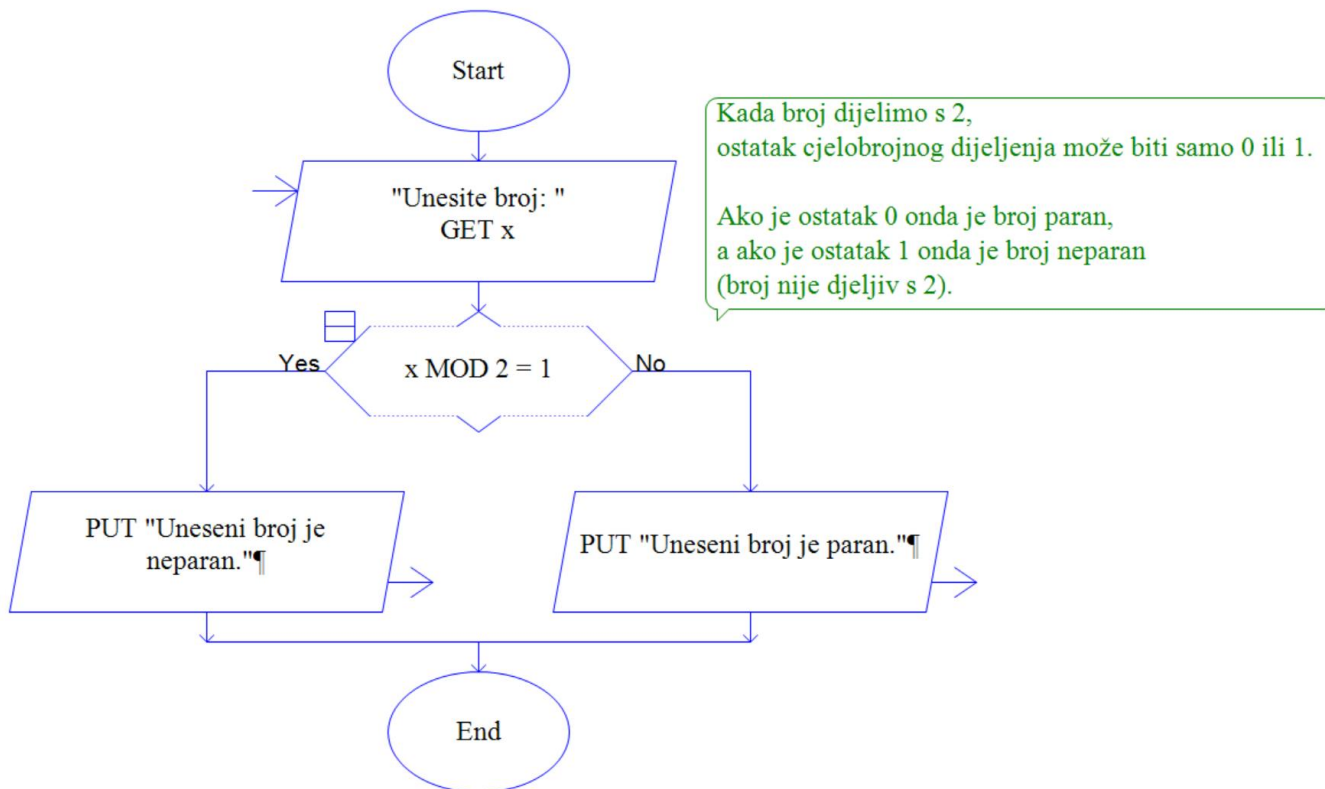 Start
"Unesite broj: "
GET x
Kada broj dijelimo s 2,
ostatak cjelobrojnog dijeljenja može biti samo 0 ili 1.
Ako je ostatak 0 onda je broj paran,
a ako je ostatak 1 onda je broj neparan
(broj nije djeljiv s 2).
Yes
x MOD 2 = 1
No
PUT "Uneseni broj je
neparan."¶
PUT "Uneseni broj je paran."¶
End